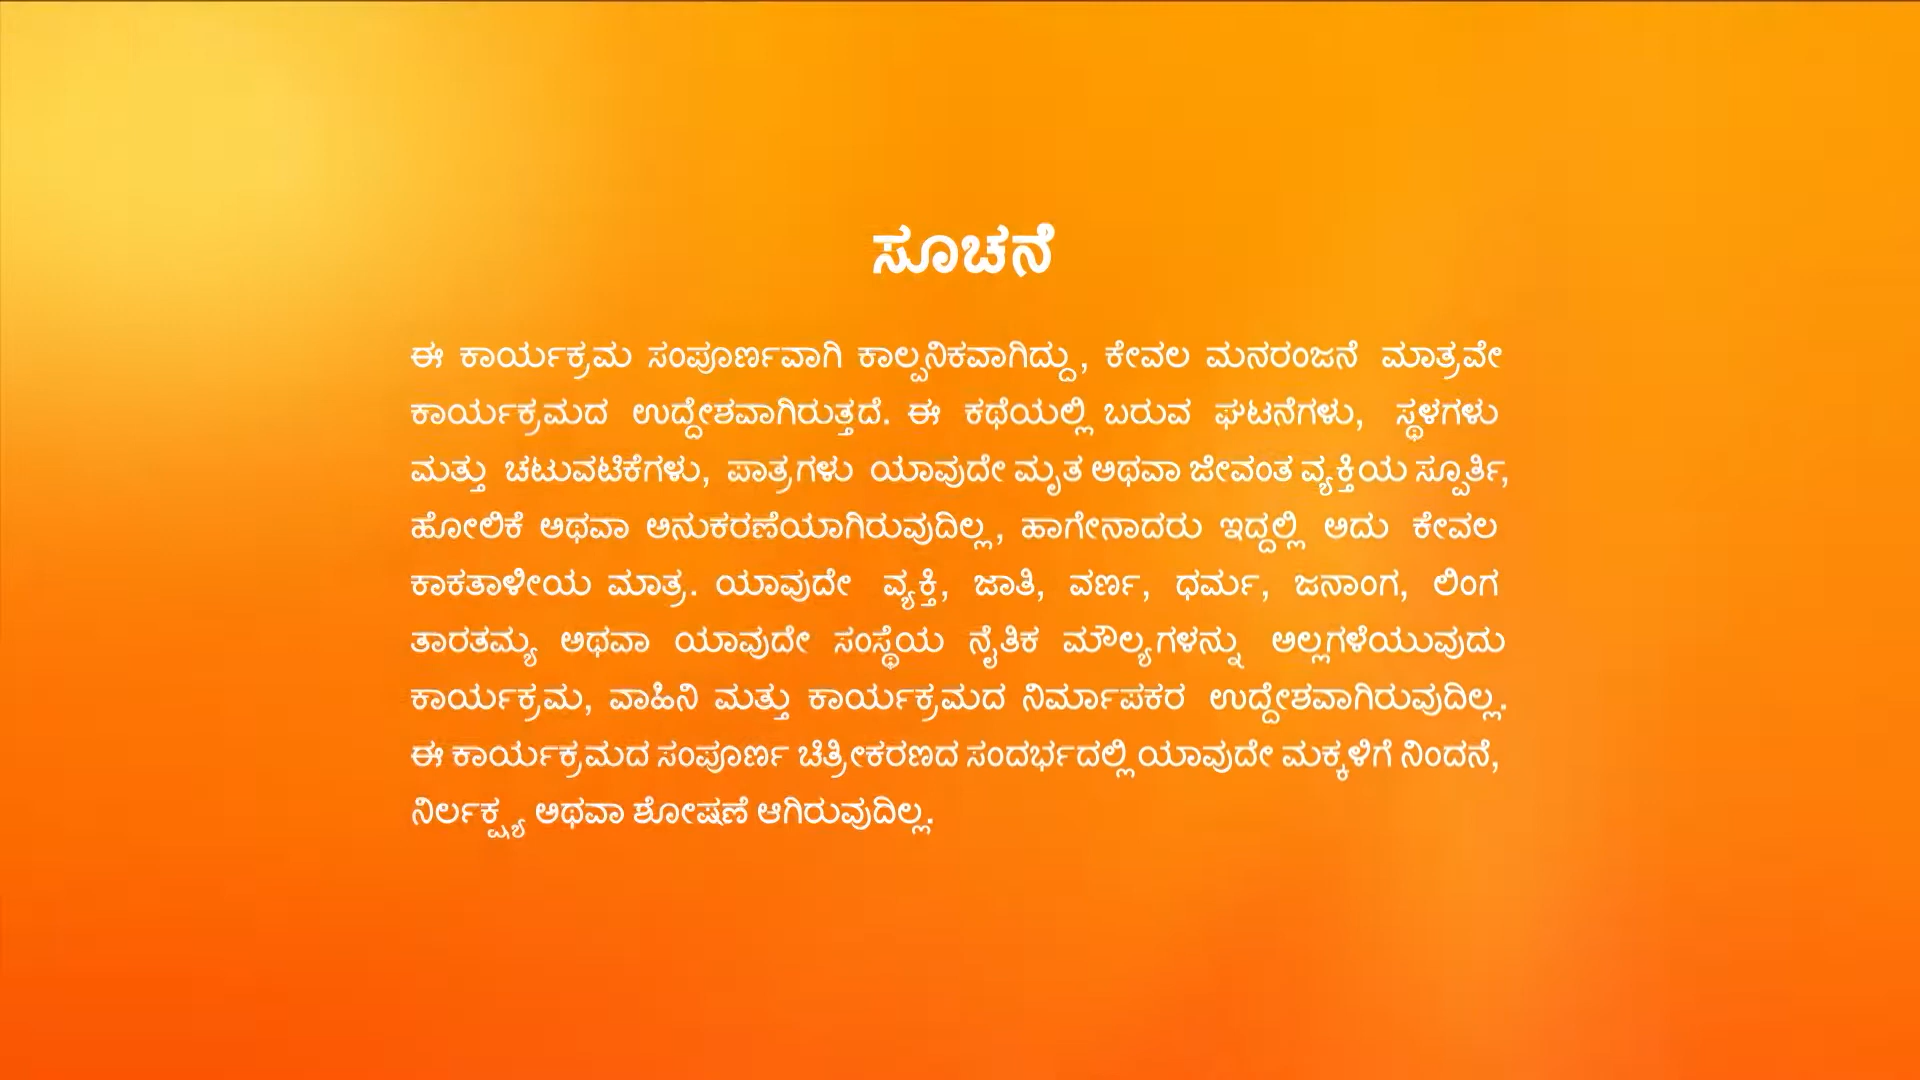 ಸೂಚನೆ
ಈ ಕಾರ್ಯಕ್ರಮ ಸಂಪೂರ್ಣವಾಗಿ ಕಾಲ್ಪನಿಕವಾಗಿದ್ದು, ಕೇವಲ ಮನರಂಜನೆ ಮಾತ್ರವೇ
ಕಾರ್ಯಕ್ರಮದ ಉದ್ದೇಶವಾಗಿರುತ್ತದೆ. ಈ ಕಥೆಯಲ್ಲಿ ಬರುವ ಘಟನೆಗಳು, ಸ್ಥಳಗಳು
ಮತ್ತು ಚಟುವಟಿಕೆಗಳು, ಪಾತ್ರಗಳು ಯಾವುದೇ ಮೃತ ಅಥವಾ ಜೀವಂತ ವ್ಯಕ್ತಿಯ ಸ್ಪೂರ್ತಿ,
ಹೋಲಿಕೆ ಅಥವಾ ಅನುಕರಣೆಯಾಗಿರುವುದಿಲ್ಲ, ಹಾಗೇನಾದರು ಇದ್ದಲ್ಲಿ ಅದು ಕೇವಲ
ಕಾಕತಾಳೀಯ ಮಾತ್ರ. ಯಾವುದೇ ವ್ಯಕ್ತಿ, ಜಾತಿ, ವರ್ಣ, ಧರ್ಮ, ಜನಾಂಗ, ಲಿಂಗ
ತಾರತಮ್ಯ ಅಥವಾ ಯಾವುದೇ ಸಂಸ್ಥೆಯ ನೈತಿಕ ಮೌಲ್ಯಗಳನ್ನು ಅಲ್ಲಗಳೆಯುವುದು
ಕಾರ್ಯಕ್ರಮ, ವಾಹಿನಿ ಮತ್ತು ಕಾರ್ಯಕ್ರಮದ ನಿರ್ಮಾಪಕರ ಉದ್ದೇಶವಾಗಿರುವುದಿಲ್ಲ.
ಈ ಕಾರ್ಯಕ್ರಮದ ಸಂಪೂರ್ಣ ಚಿತ್ರೀಕರಣದ ಸಂದರ್ಭದಲ್ಲಿ ಯಾವುದೇ ಮಕ್ಕಳಿಗೆ ನಿಂದನೆ,
ನಿರ್ಲಕ್ಷ್ಯ ಅಥವಾ ಶೋಷಣೆ ಆಗಿರುವುದಿಲ್ಲ.